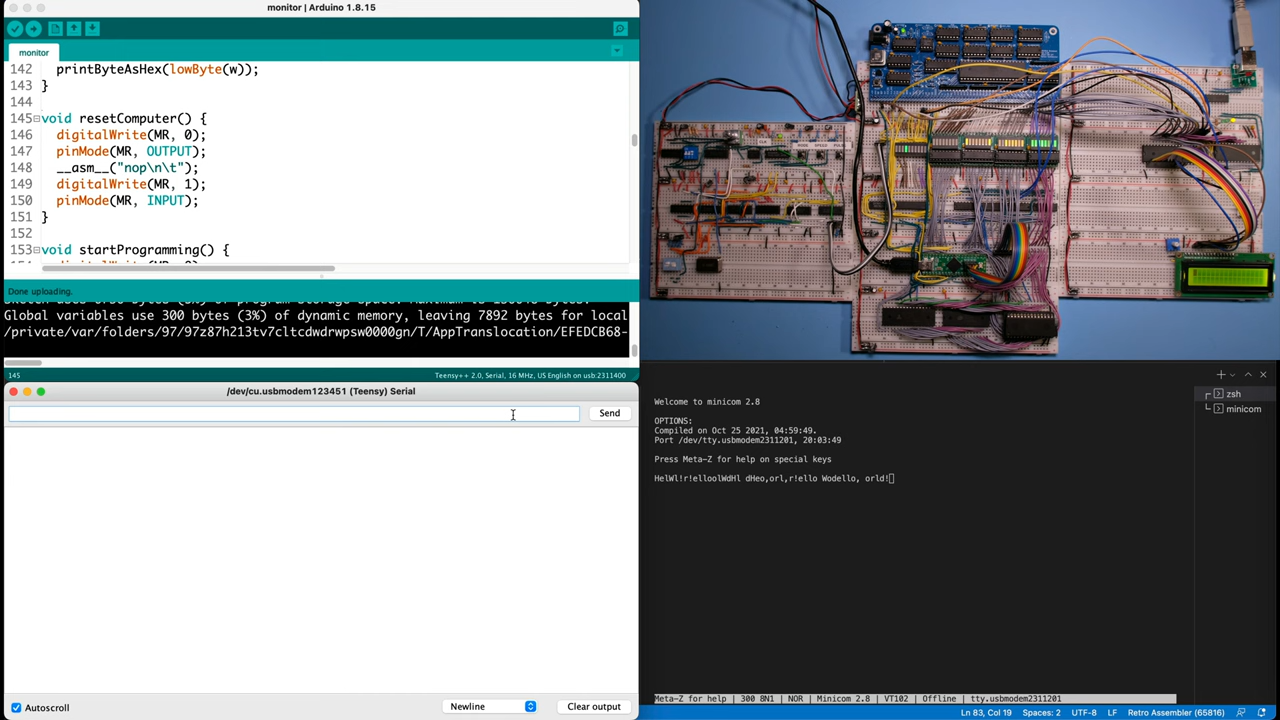 monitor | Arduino 1.8.15
monitor
142 printByteAsHex(lowByte(w));
143 }
144
145 void resetComputer() {
146 digitalWrite(MR, 0);
147 pinMode(MR, OUTPUT);
148 __asm__("nop\n\t");
149 digitalWrite(MR, 1);
150 pinMode(MR, INPUT);
151 }
152
153 void startProgramming() {
Done uploading.
Global variables use 300 bytes (3%) of dynamic memory, leaving 7892 bytes for local
/private/var/folders/97/97z87h213tv7cltcdwdrwpsw0000gn/T/AppTranslocation/EFEDCB68-
145
Teensy++ 2.0, Serial, 16 MHz, US English on usb:2311400
/dev/cu.usbmodem123451 (Teensy) Serial
Send
Autoscroll
Newline
Clear output
zsh
minicom
Welcome to minicom 2.8
OPTIONS:
Compiled on Oct 25 2021, 04:59:49.
Port /dev/tty.usbmodem2311201, 20:03:49
Press Meta-Z for help on special keys
HelWl!r!elloolWdHl dHeo,orl,r!ello Wodello, orld!
Meta-Z for help | 300 8N1 | NOR | Minicom 2.8 | VT102 | Offline | tty.usbmodem2311201
Ln 83, Col 19
Spaces: 2
UTF-8
LF
Retro Assembler (65816)